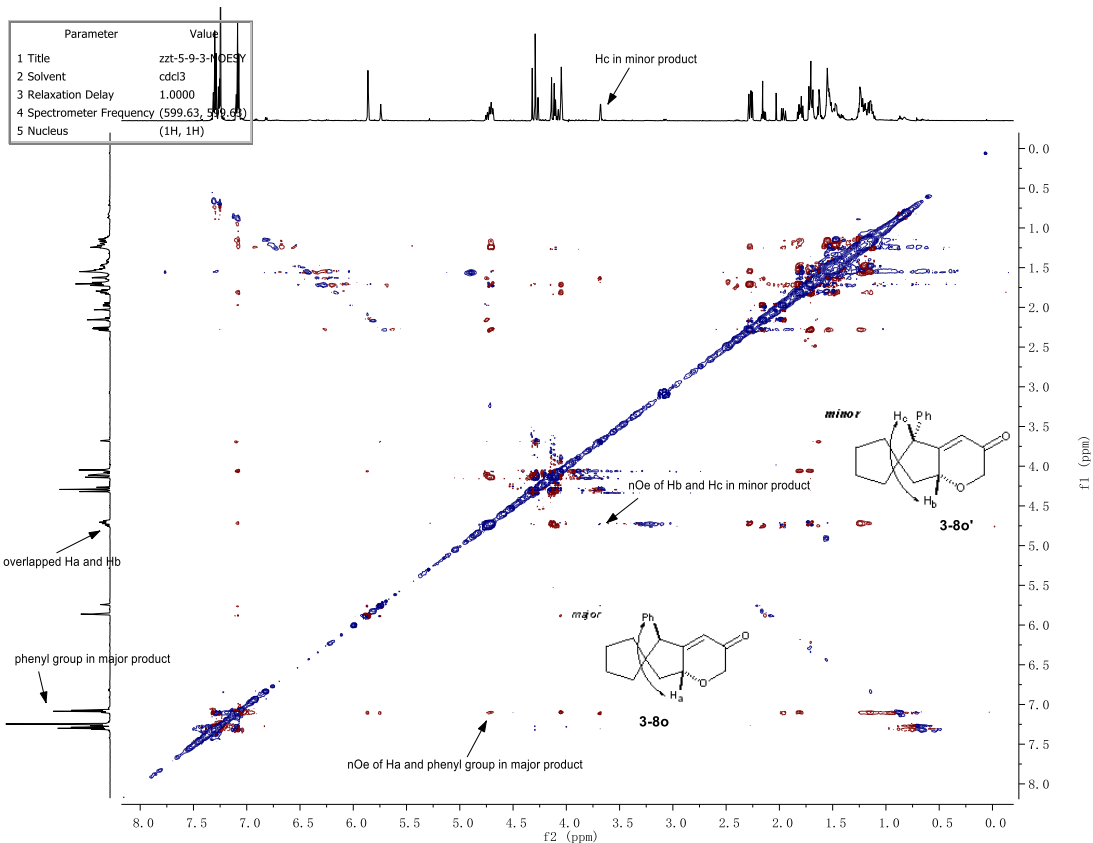 Parameter Value
1 Title zzt-5-9-3-NOESY
2 Solvent cdcl3
3 Relaxation Delay 1.0000
4 Spectrometer Frequency (599.63, 599.63)
5 Nucleus (1H, 1H)
Hc in minor product
0.0
0.5
1.0
1.5
2.0
2.5
3.0
3.5
4.0
4.5
5.0
5.5
6.0
6.5
7.0
7.5
8.0
f1 (ppm)
minor
Hc Ph
O
O
Hb
3-8o'
nOe of Hb and Hc in minor product
overlapped Ha and Hb
major
Ph
O
O
Ha
3-8o
phenyl group in major product
nOe of Ha and phenyl group in major product
8.0 7.5 7.0 6.5 6.0 5.5 5.0 4.5 4.0 3.5 3.0 2.5 2.0 1.5 1.0 0.5 0.0
f2 (ppm)